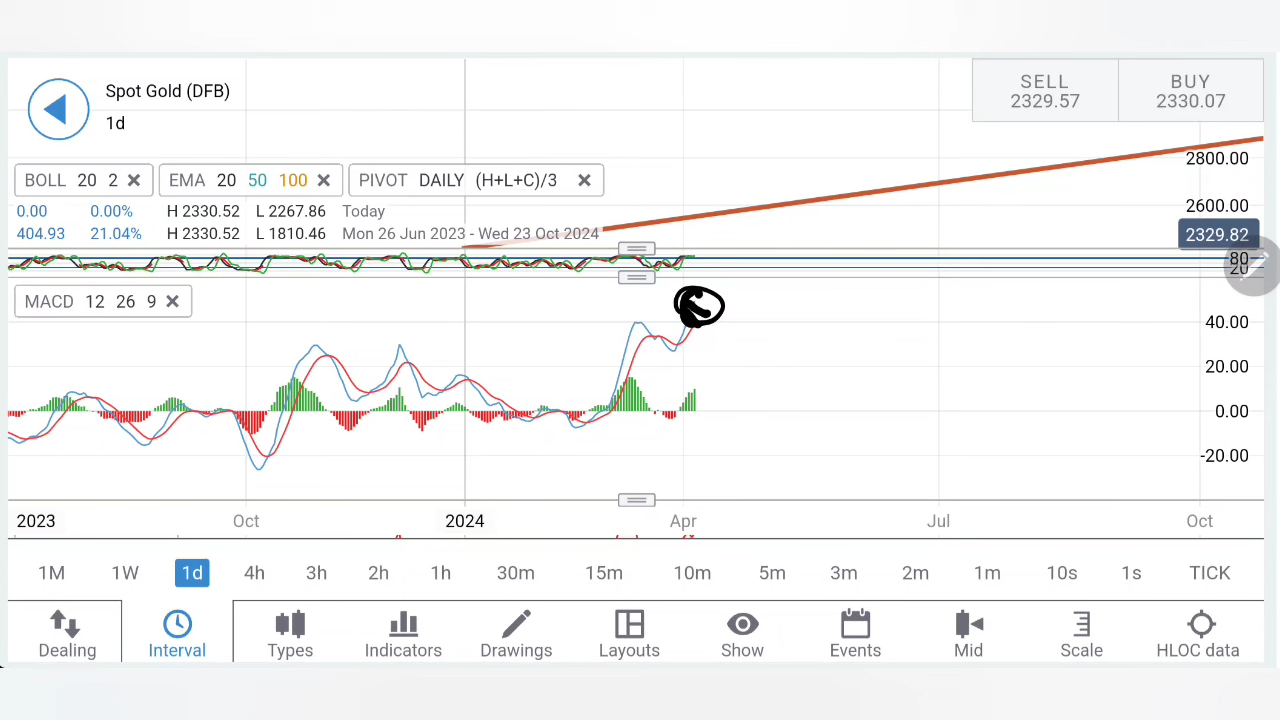 Spot Gold (DFB)
1d
SELL
2329.57
BUY
2330.07
BOLL 20 2
EMA 20 50 100
PIVOT DAILY (H+L+C)/3
0.00 0.00% H 2330.52 L 2267.86 Today
404.93 21.04% H 2330.52 L 1810.46 Mon 26 Jun 2023 - Wed 23 Oct 2024
2800.00
2600.00
2329.82
80
20
MACD 12 26 9
40.00
20.00
0.00
-20.00
2023 Oct 2024 Apr Jul Oct
1M 1W 1d 4h 3h 2h 1h 30m 15m 10m 5m 3m 2m 1m 10s 1s TICK
Dealing Interval Types Indicators Drawings Layouts Show Events Mid Scale HLOC data